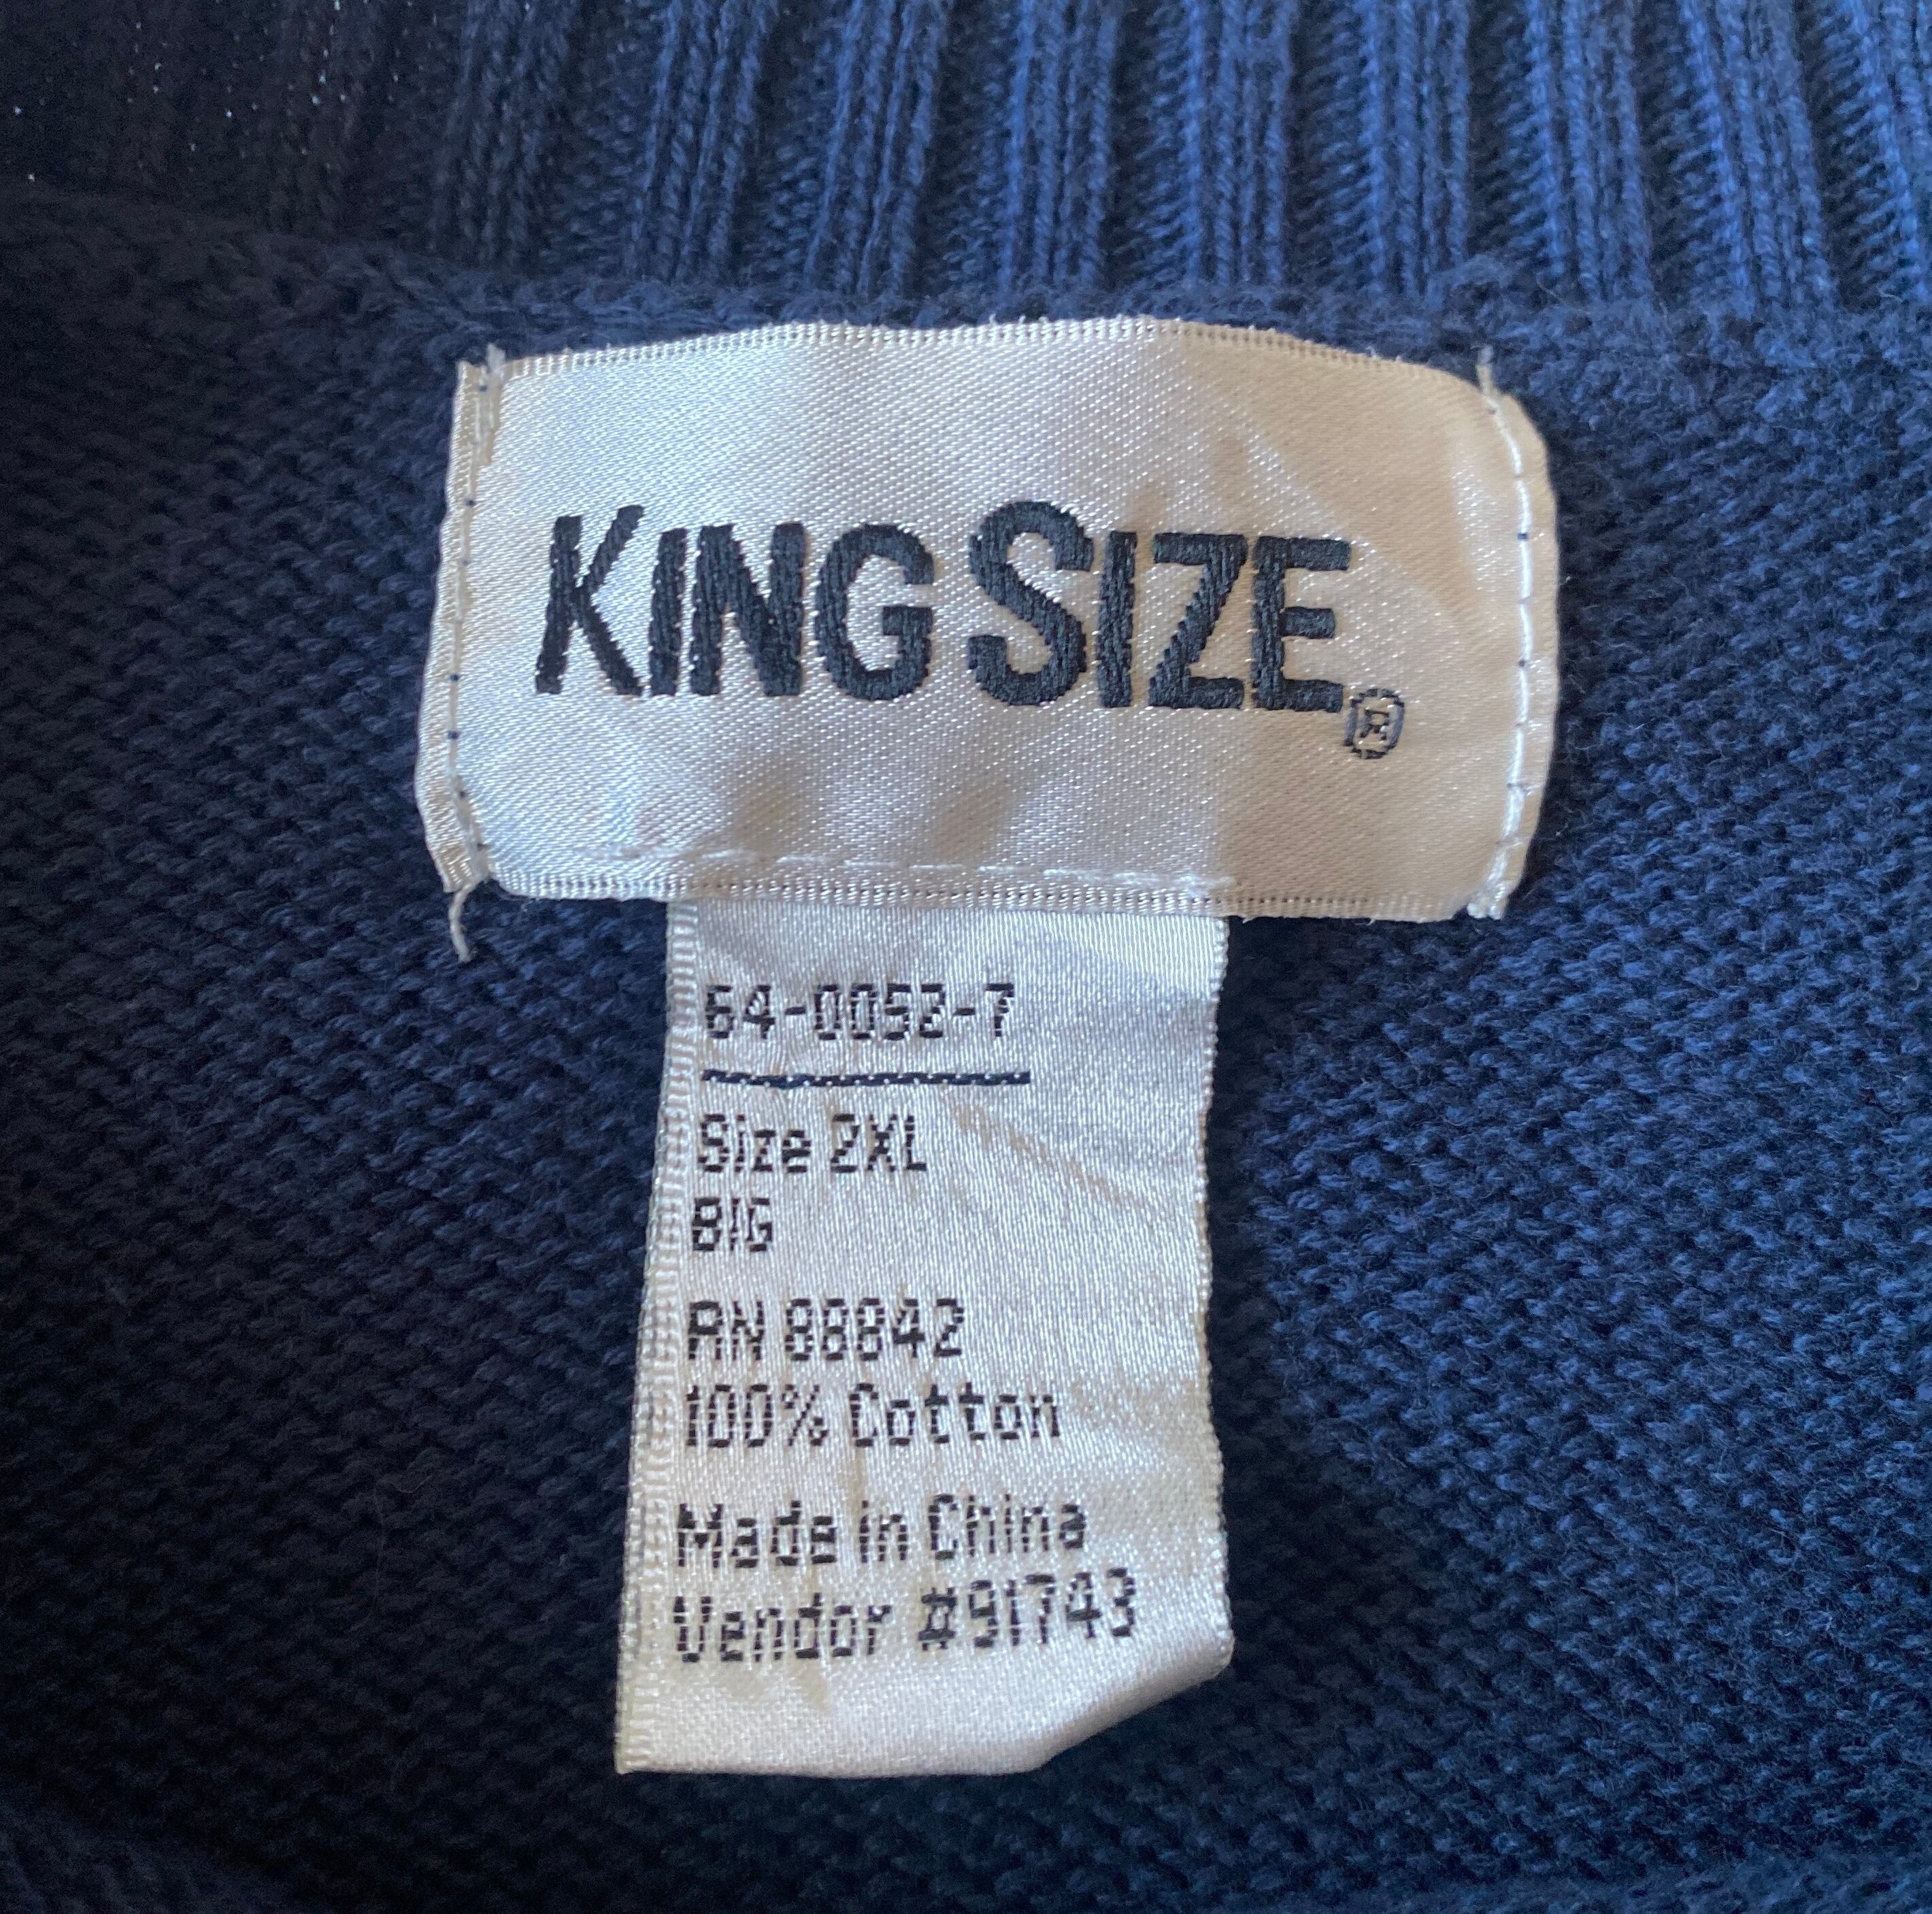 KING SIZE®
64-0052-7
Size 2XL
BIG
RN 88842
100% Cotton
Made in China
Vendor #91743